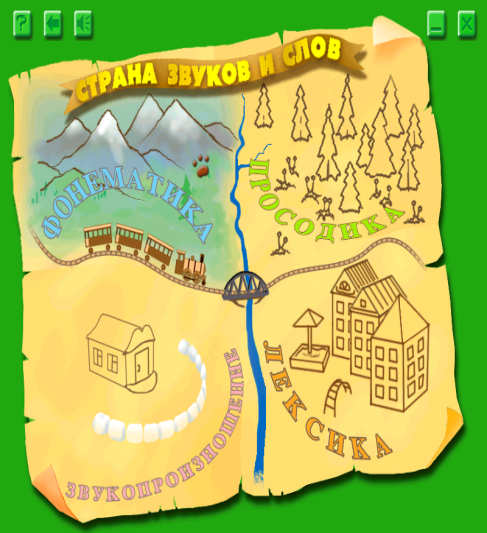 ?
СТРАНА ЗВУКОВ И СЛОВ
ФОНЕМАТИКА
ПРОСОДИКА
ЗВУКОПРОИЗНОШЕНИЕ
ЛЕКСИКА